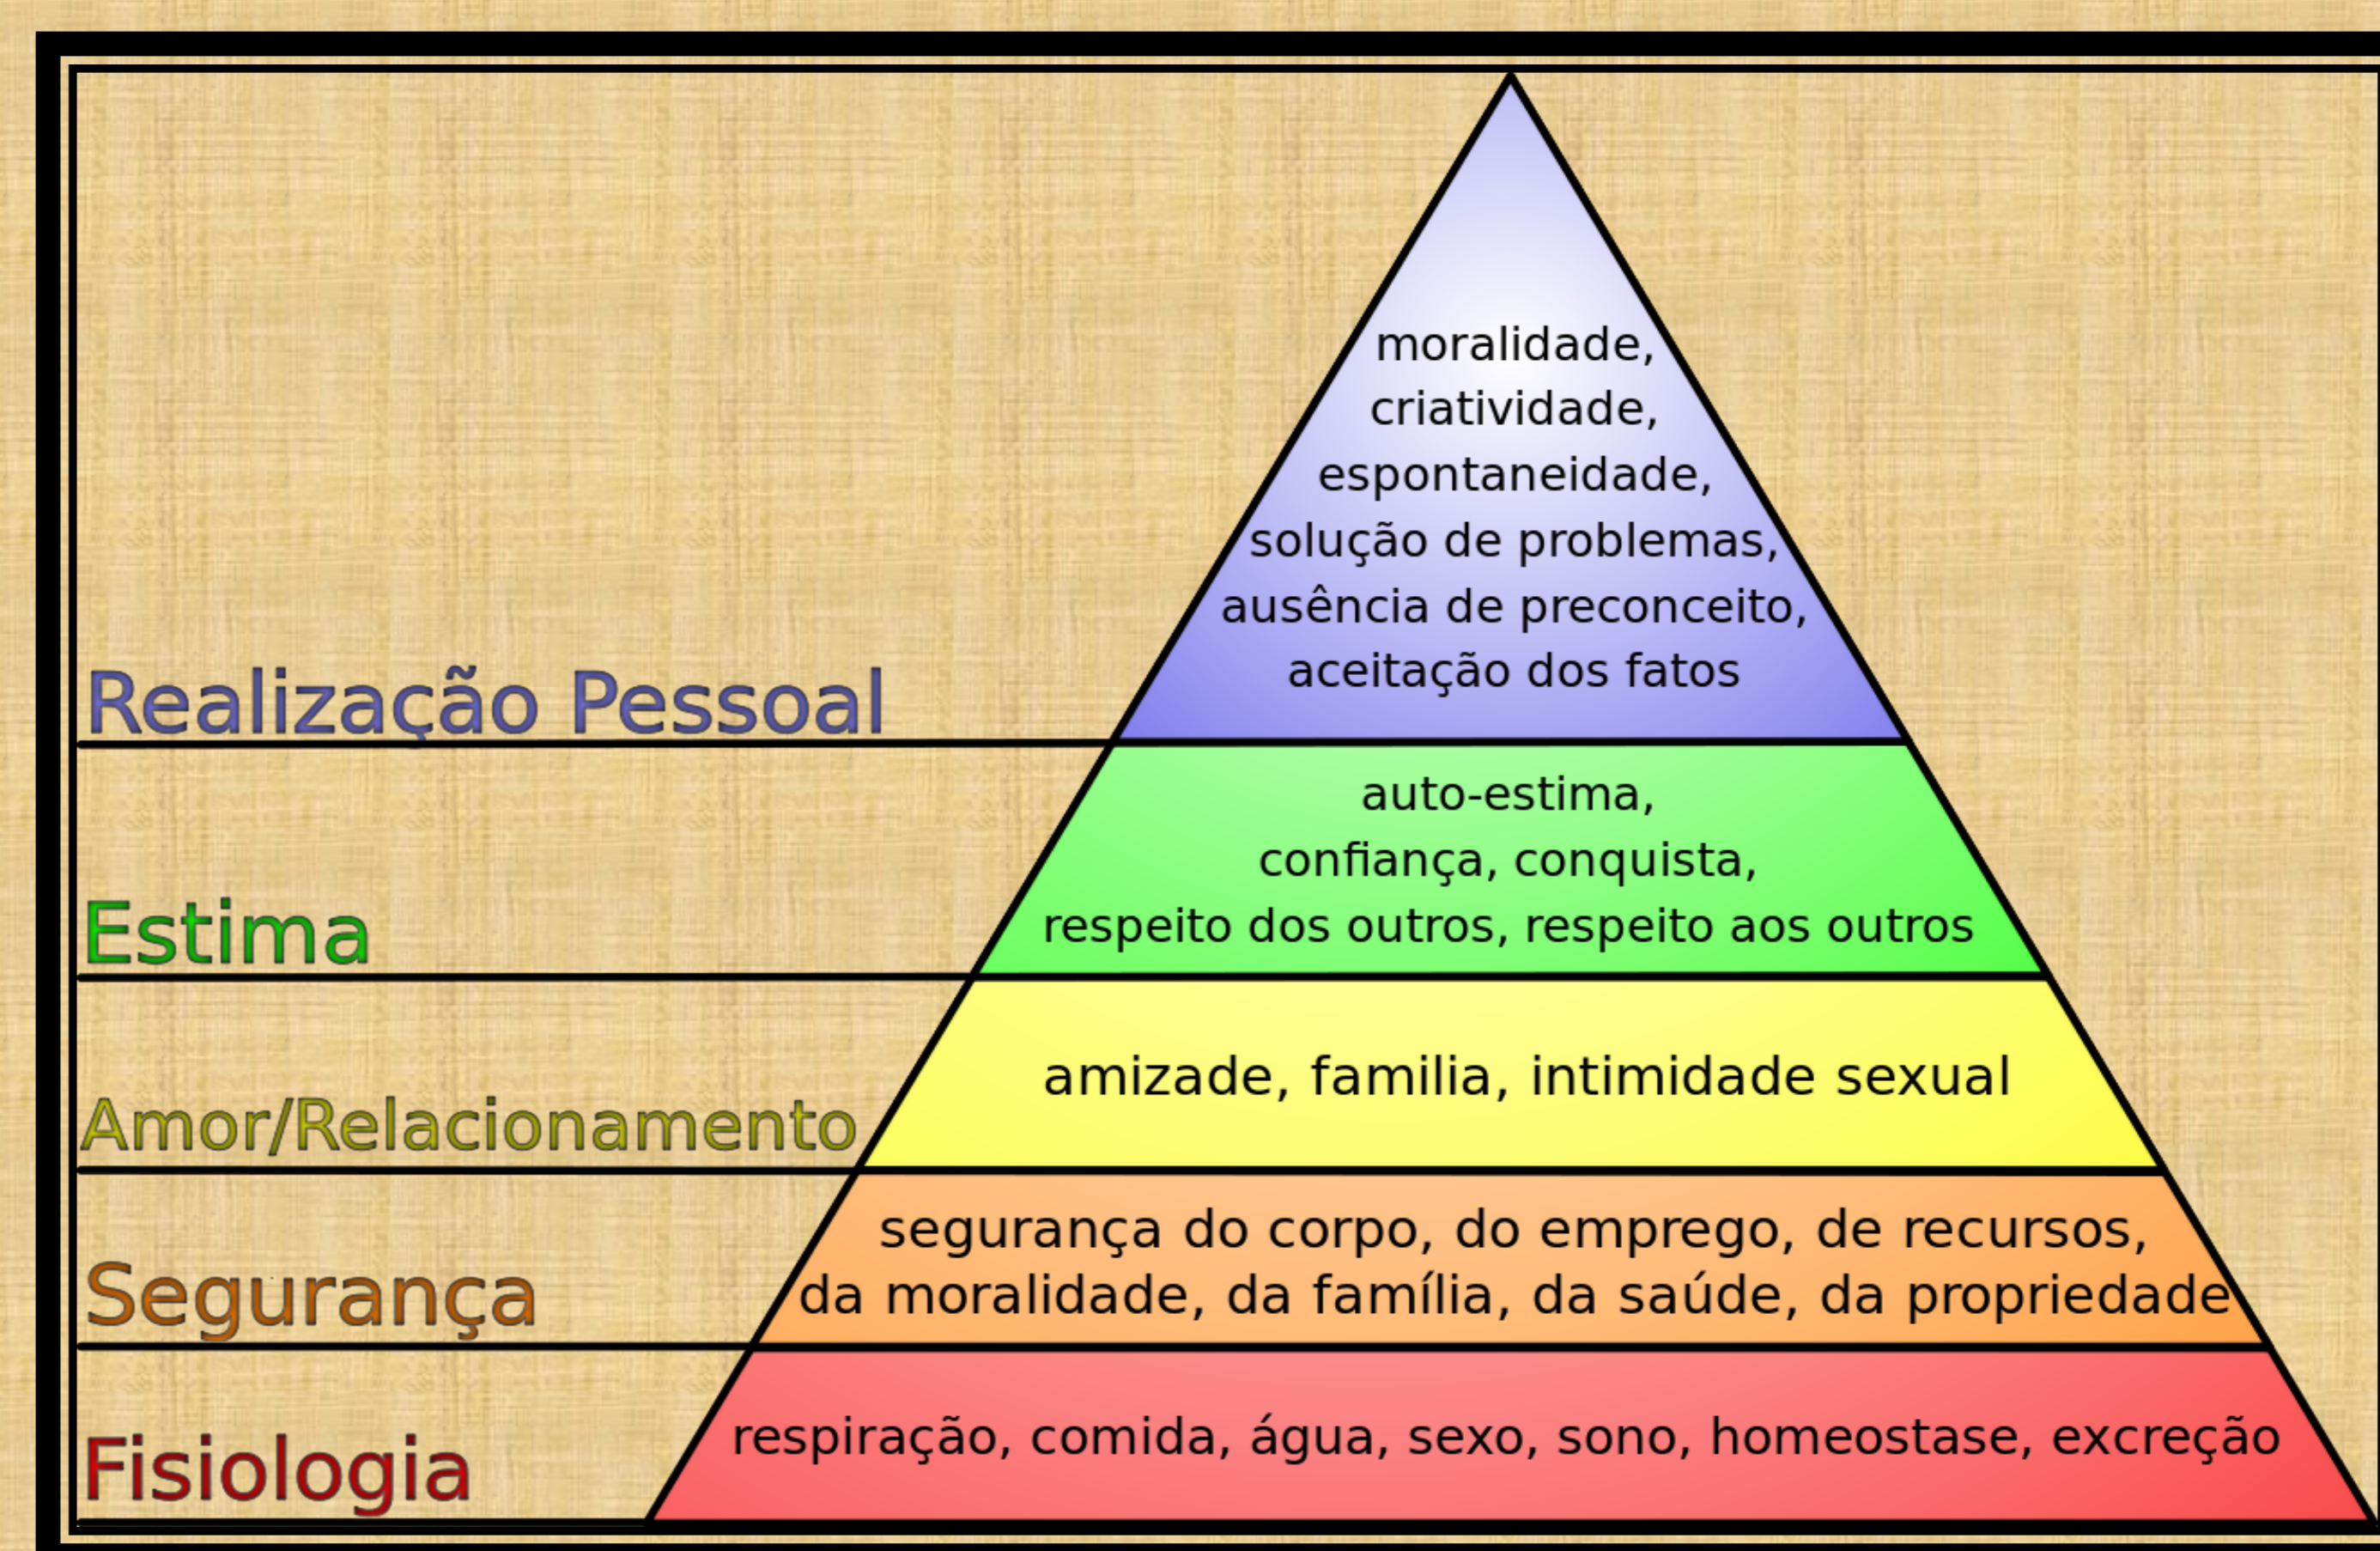 moralidade,
criatividade,
espontaneidade,
solução de problemas,
ausência de preconceito,
aceitação dos fatos
Realização Pessoal
auto-estima,
confiança, conquista,
respeito dos outros, respeito aos outros
Estima
amizade, familia, intimidade sexual
Amor/Relacionamento
segurança do corpo, do emprego, de recursos,
da moralidade, da família, da saúde, da propriedade
Segurança
respiração, comida, água, sexo, sono, homeostase, excreção
Fisiologia